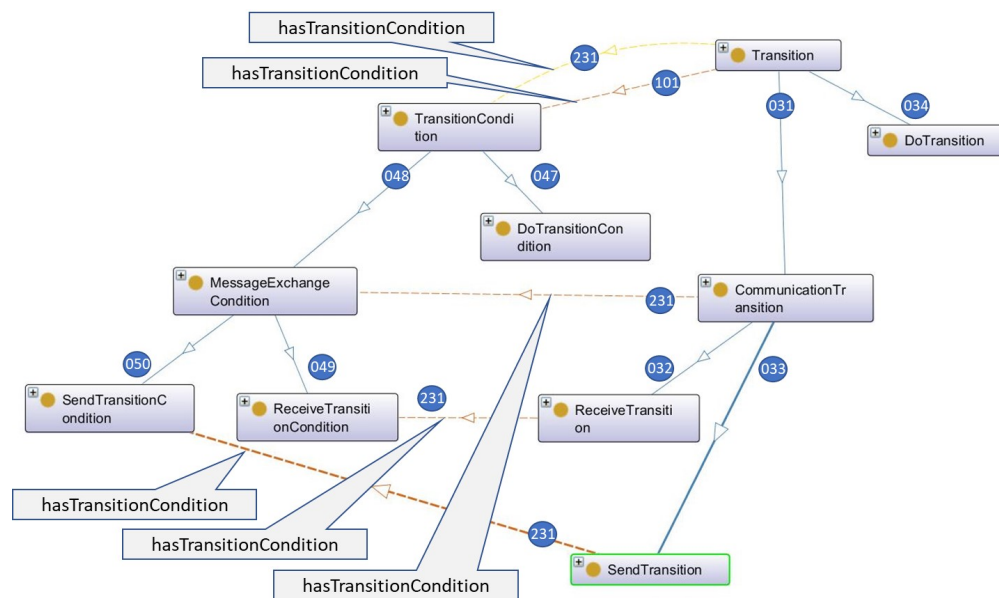 hasTransitionCondition
231
Transition
hasTransitionCondition
101
031
034
TransitionCondi
tion
DoTransition
048
047
DoTransitionCon
dition
MessageExchange
Condition
231
CommunicationTr
ansition
050
049
032
033
SendTransitionC
ondition
ReceiveTransiti
onCondition
231
ReceiveTransiti
on
hasTransitionCondition
hasTransitionCondition
231
hasTransitionCondition
SendTransition